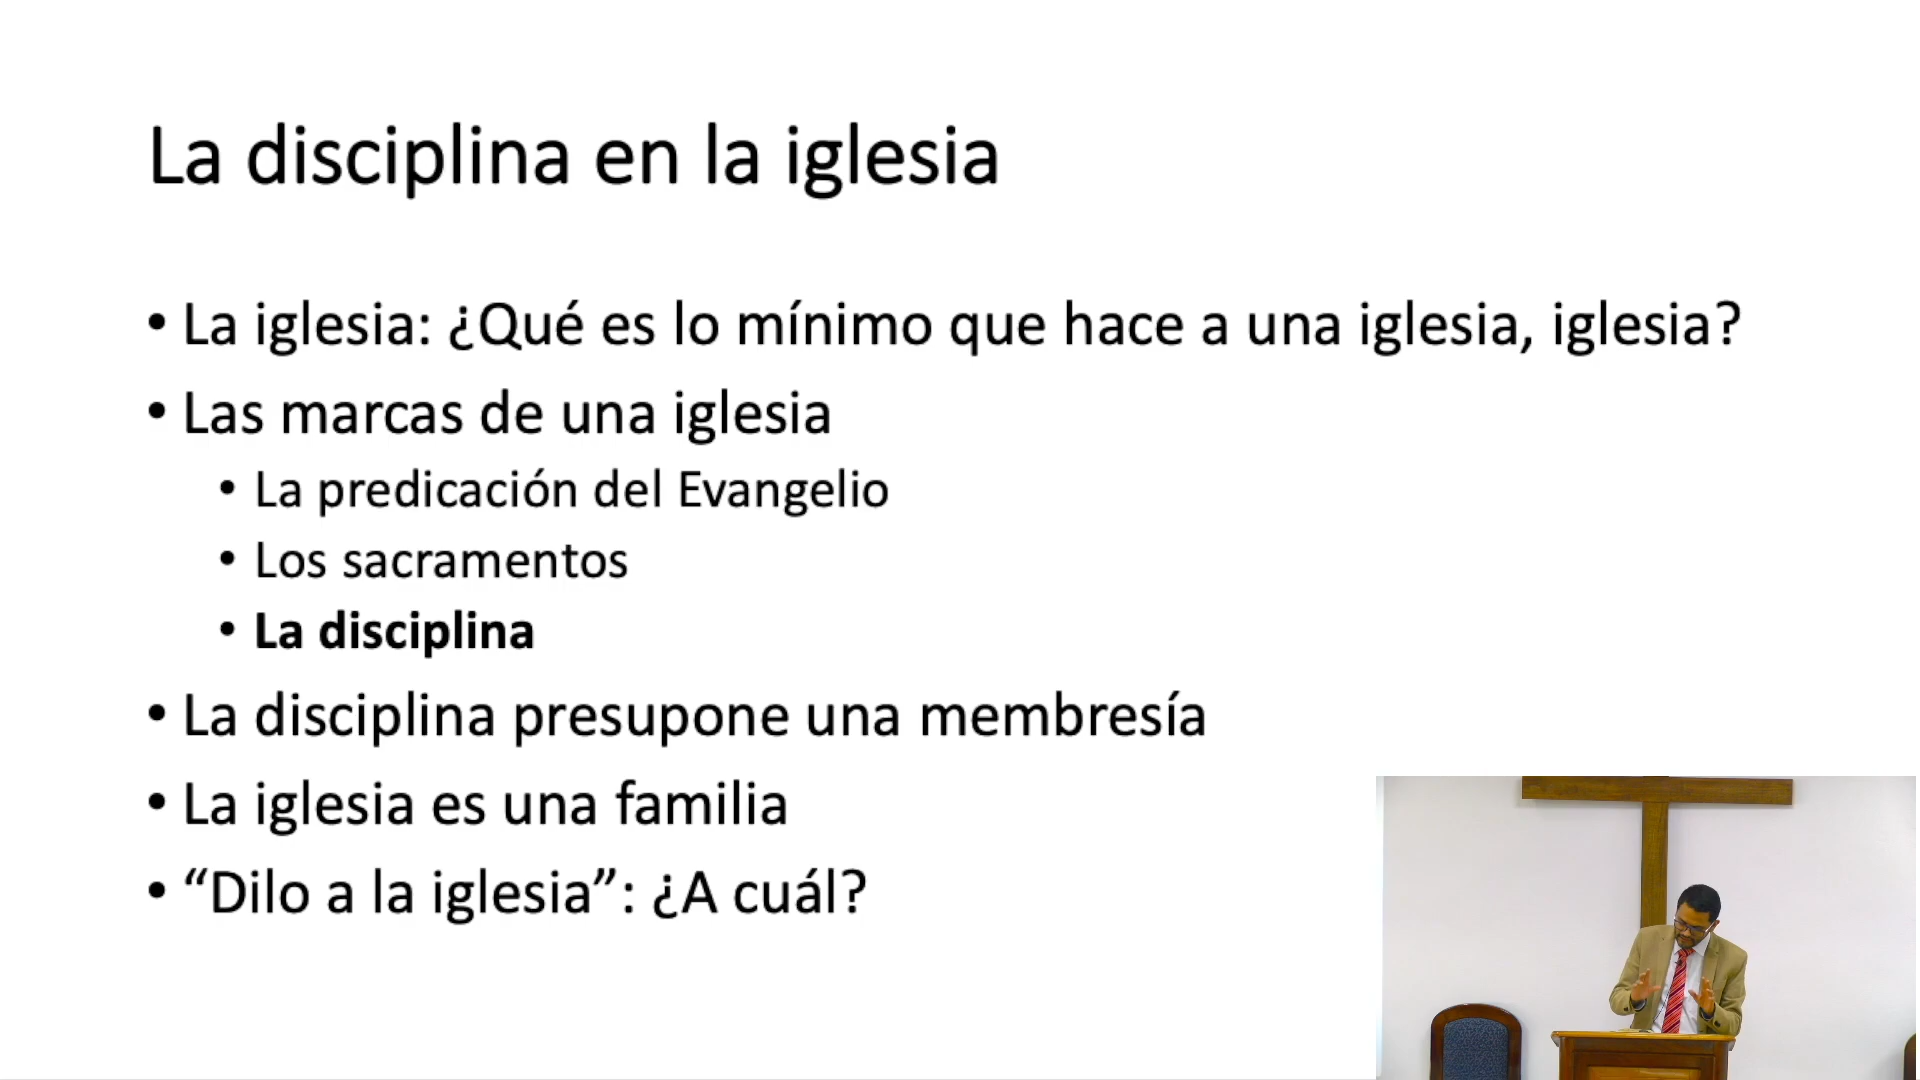 La disciplina en la iglesia
• La iglesia: ¿Qué es lo mínimo que hace a una iglesia, iglesia?
• Las marcas de una iglesia
• La predicación del Evangelio
• Los sacramentos
• La disciplina
• La disciplina presupone una membresía
• La iglesia es una familia
• “Dilo a la iglesia”: ¿A cuál?